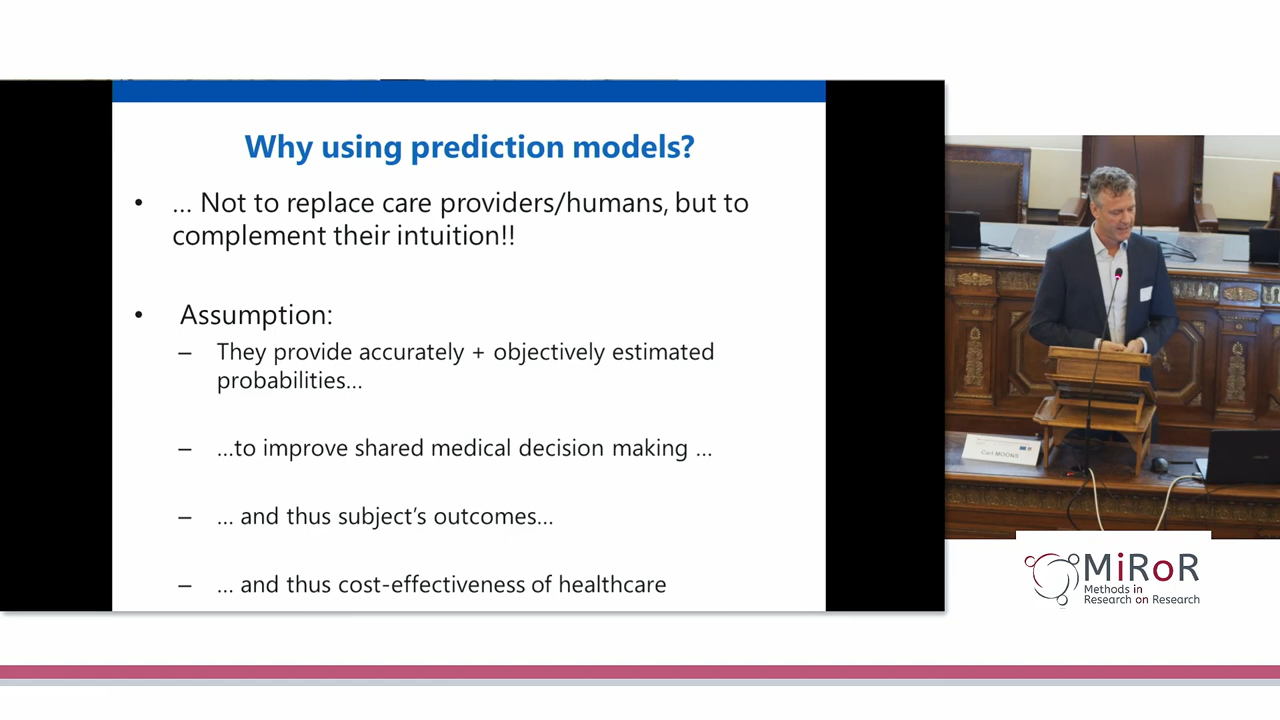 Why using prediction models?
• … Not to replace care providers/humans, but to
complement their intuition!!
• Assumption:
– They provide accurately + objectively estimated
probabilities…
– …to improve shared medical decision making …
– … and thus subject’s outcomes…
– … and thus cost-effectiveness of healthcare
Carl MOONS
MiRoR
Methods in
Research on Research